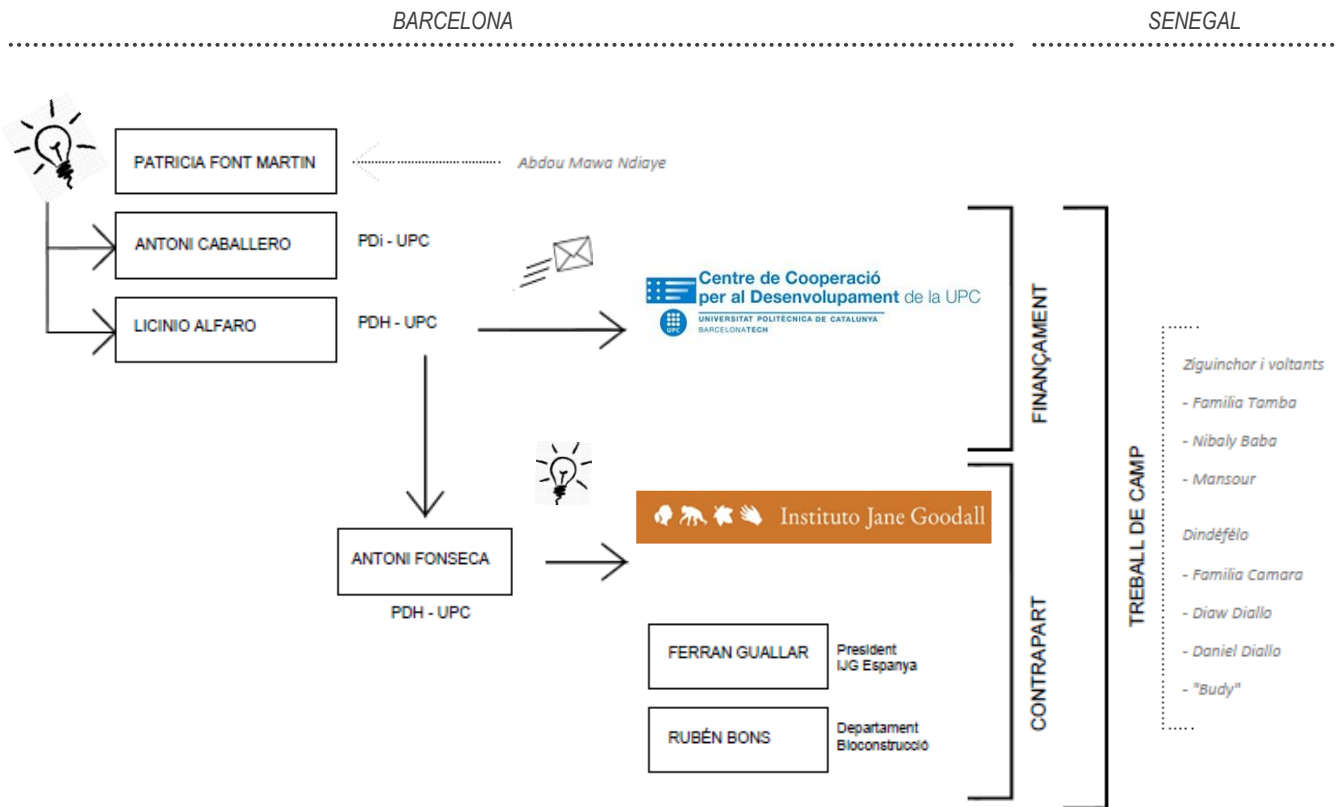 BARCELONA
SENEGAL
PATRICIA FONT MARTIN
Abdou Mawa Ndiaye
ANTONI CABALLERO
PDi - UPC
LICINIO ALFARO
PDH - UPC
Centre de Cooperació
per al Desenvolupament de la UPC
UPC
UNIVERSITAT POLITÈCNICA DE CATALUNYA
BARCELONATECH
FINANÇAMENT
ANTONI FONSECA
PDH - UPC
Instituto Jane Goodall
FERRAN GUALLAR
President
IJG Espanya
RUBÉN BONS
Departament
Bioconstrucció
CONTRAPART
TREBALL DE CAMP
Ziguinchor i voltants
- Familia Tamba
- Nibaly Baba
- Mansour
Dindéfélo
- Familia Camara
- Diaw Diallo
- Daniel Diallo
- "Budy"